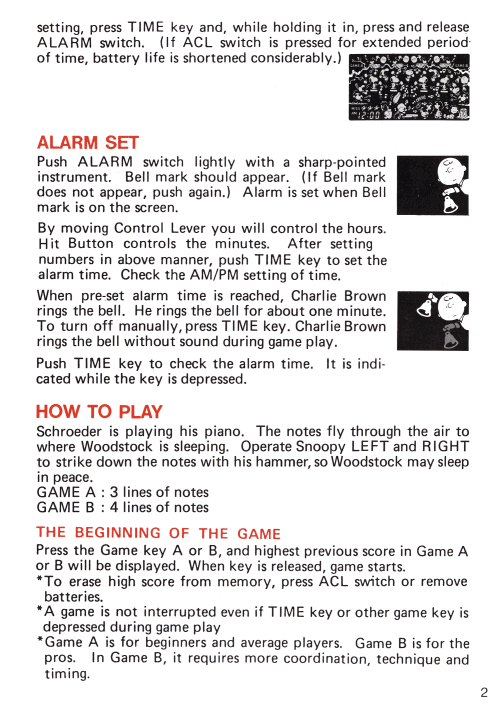 setting, press TIME key and, while holding it in, press and release
ALARM switch. (If ACL switch is pressed for extended period
of time, battery life is shortened considerably.)
12:00
ALARM SET
Push ALARM switch lightly with a sharp-pointed
instrument. Bell mark should appear. (If Bell mark
does not appear, push again.) Alarm is set when Bell
mark is on the screen.
By moving Control Lever you will control the hours.
Hit Button controls the minutes. After setting
numbers in above manner, push TIME key to set the
alarm time. Check the AM/PM setting of time.
When pre-set alarm time is reached, Charlie Brown
rings the bell. He rings the bell for about one minute.
To turn off manually, press TIME key. Charlie Brown
rings the bell without sound during game play.
Push TIME key to check the alarm time. It is indi-
cated while the key is depressed.
HOW TO PLAY
Schroeder is playing his piano. The notes fly through the air to
where Woodstock is sleeping. Operate Snoopy LEFT and RIGHT
to strike down the notes with his hammer, so Woodstock may sleep
in peace.
GAME A : 3 lines of notes
GAME B : 4 lines of notes
THE BEGINNING OF THE GAME
Press the Game key A or B, and highest previous score in Game A
or B will be displayed. When key is released, game starts.
*To erase high score from memory, press ACL switch or remove
batteries.
*A game is not interrupted even if TIME key or other game key is
depressed during game play
*Game A is for beginners and average players. Game B is for the
pros. In Game B, it requires more coordination, technique and
timing.
2